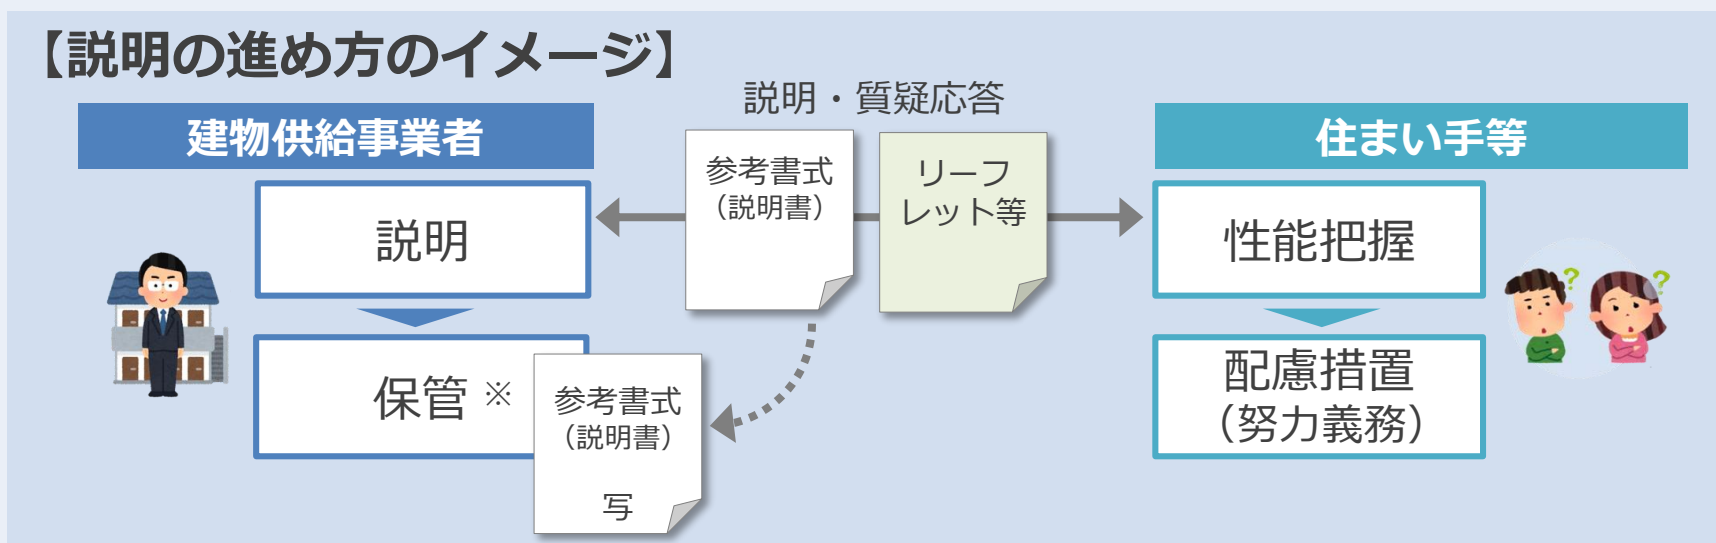 【説明の進め方のイメージ】
説明・質疑応答
建物供給事業者
住まい手等
参考書式
（説明書）
リーフ
レット等
説明
性能把握
?
?
保管 ※
参考書式
（説明書）
写
配慮措置
（努力義務）